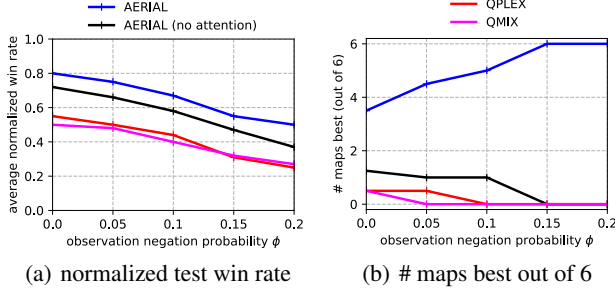 AERIAL
AERIAL (no attention)
QPLEX
QMIX
average normalized win rate
1.0
0.8
0.6
0.4
0.2
0.0
0.0 0.05 0.1 0.15 0.2
observation negation probability ϕ
(a) normalized test win rate
# maps best (out of 6)
6
4
2
0
0.0 0.05 0.1 0.15 0.2
observation negation probability ϕ
(b) # maps best out of 6